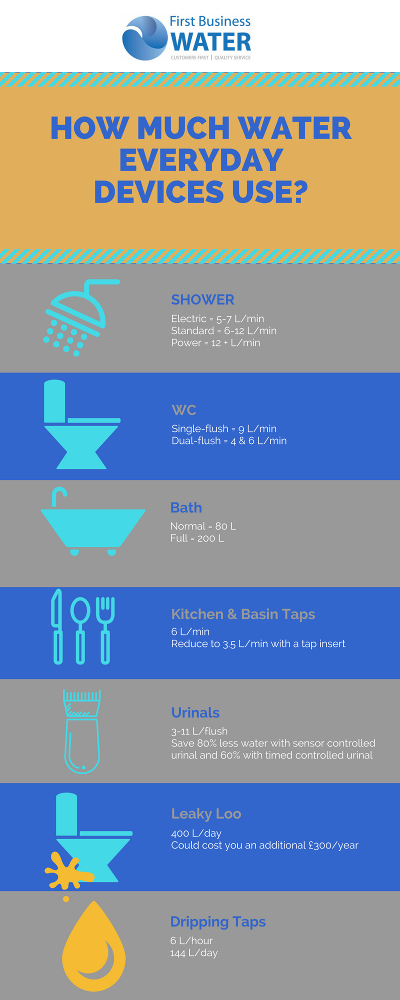 First Business
WATER
CUSTOMERS FIRST | QUALITY SERVICE
HOW MUCH WATER
EVERYDAY
DEVICES USE?
SHOWER
Electric = 5-7 L/min
Standard = 6-12 L/min
Power = 12 + L/min
WC
Single-flush = 9 L/min
Dual-flush = 4 & 6 L/min
Bath
Normal = 80 L
Full = 200 L
Kitchen & Basin Taps
6 L/min
Reduce to 3.5 L/min with a tap insert
Urinals
3-11 L/flush
Save 80% less water with sensor controlled
urinal and 60% with timed controlled urinal
Leaky Loo
400 L/day
Could cost you an additional £300/year
Dripping Taps
6 L/hour
144 L/day